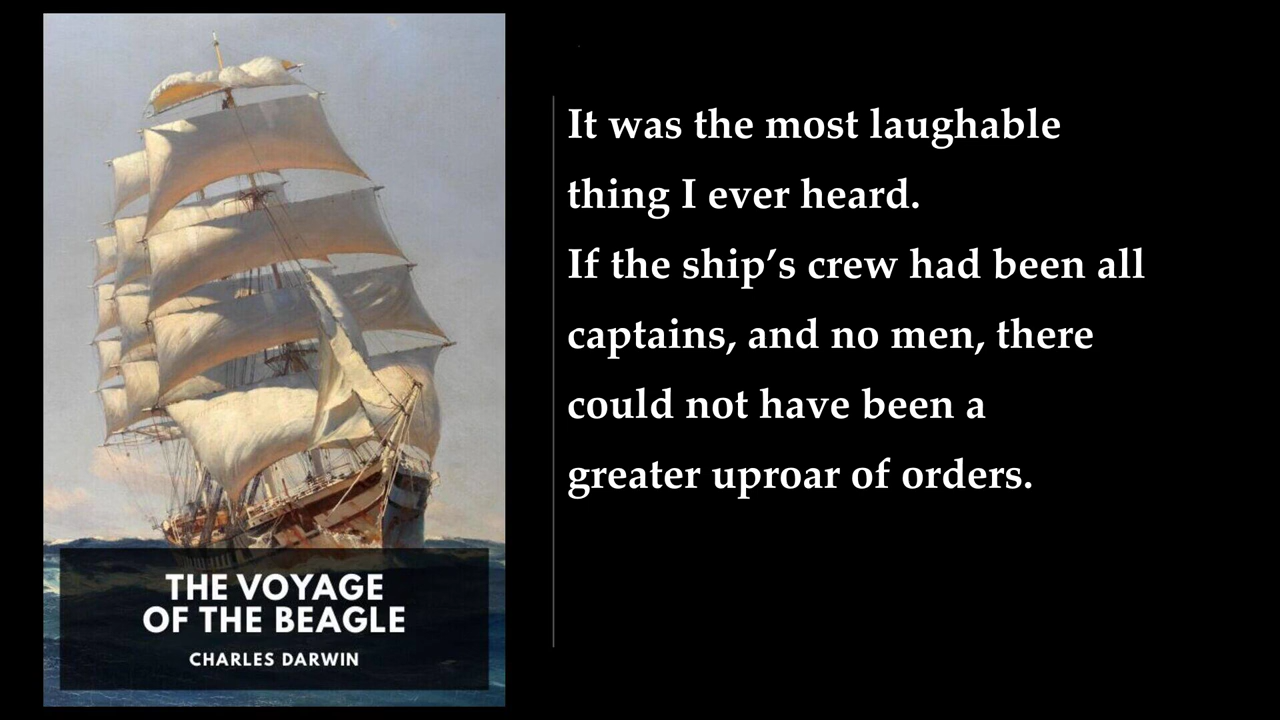 THE VOYAGE
OF THE BEAGLE
CHARLES DARWIN
It was the most laughable
thing I ever heard.
If the ship’s crew had been all
captains, and no men, there
could not have been a
greater uproar of orders.